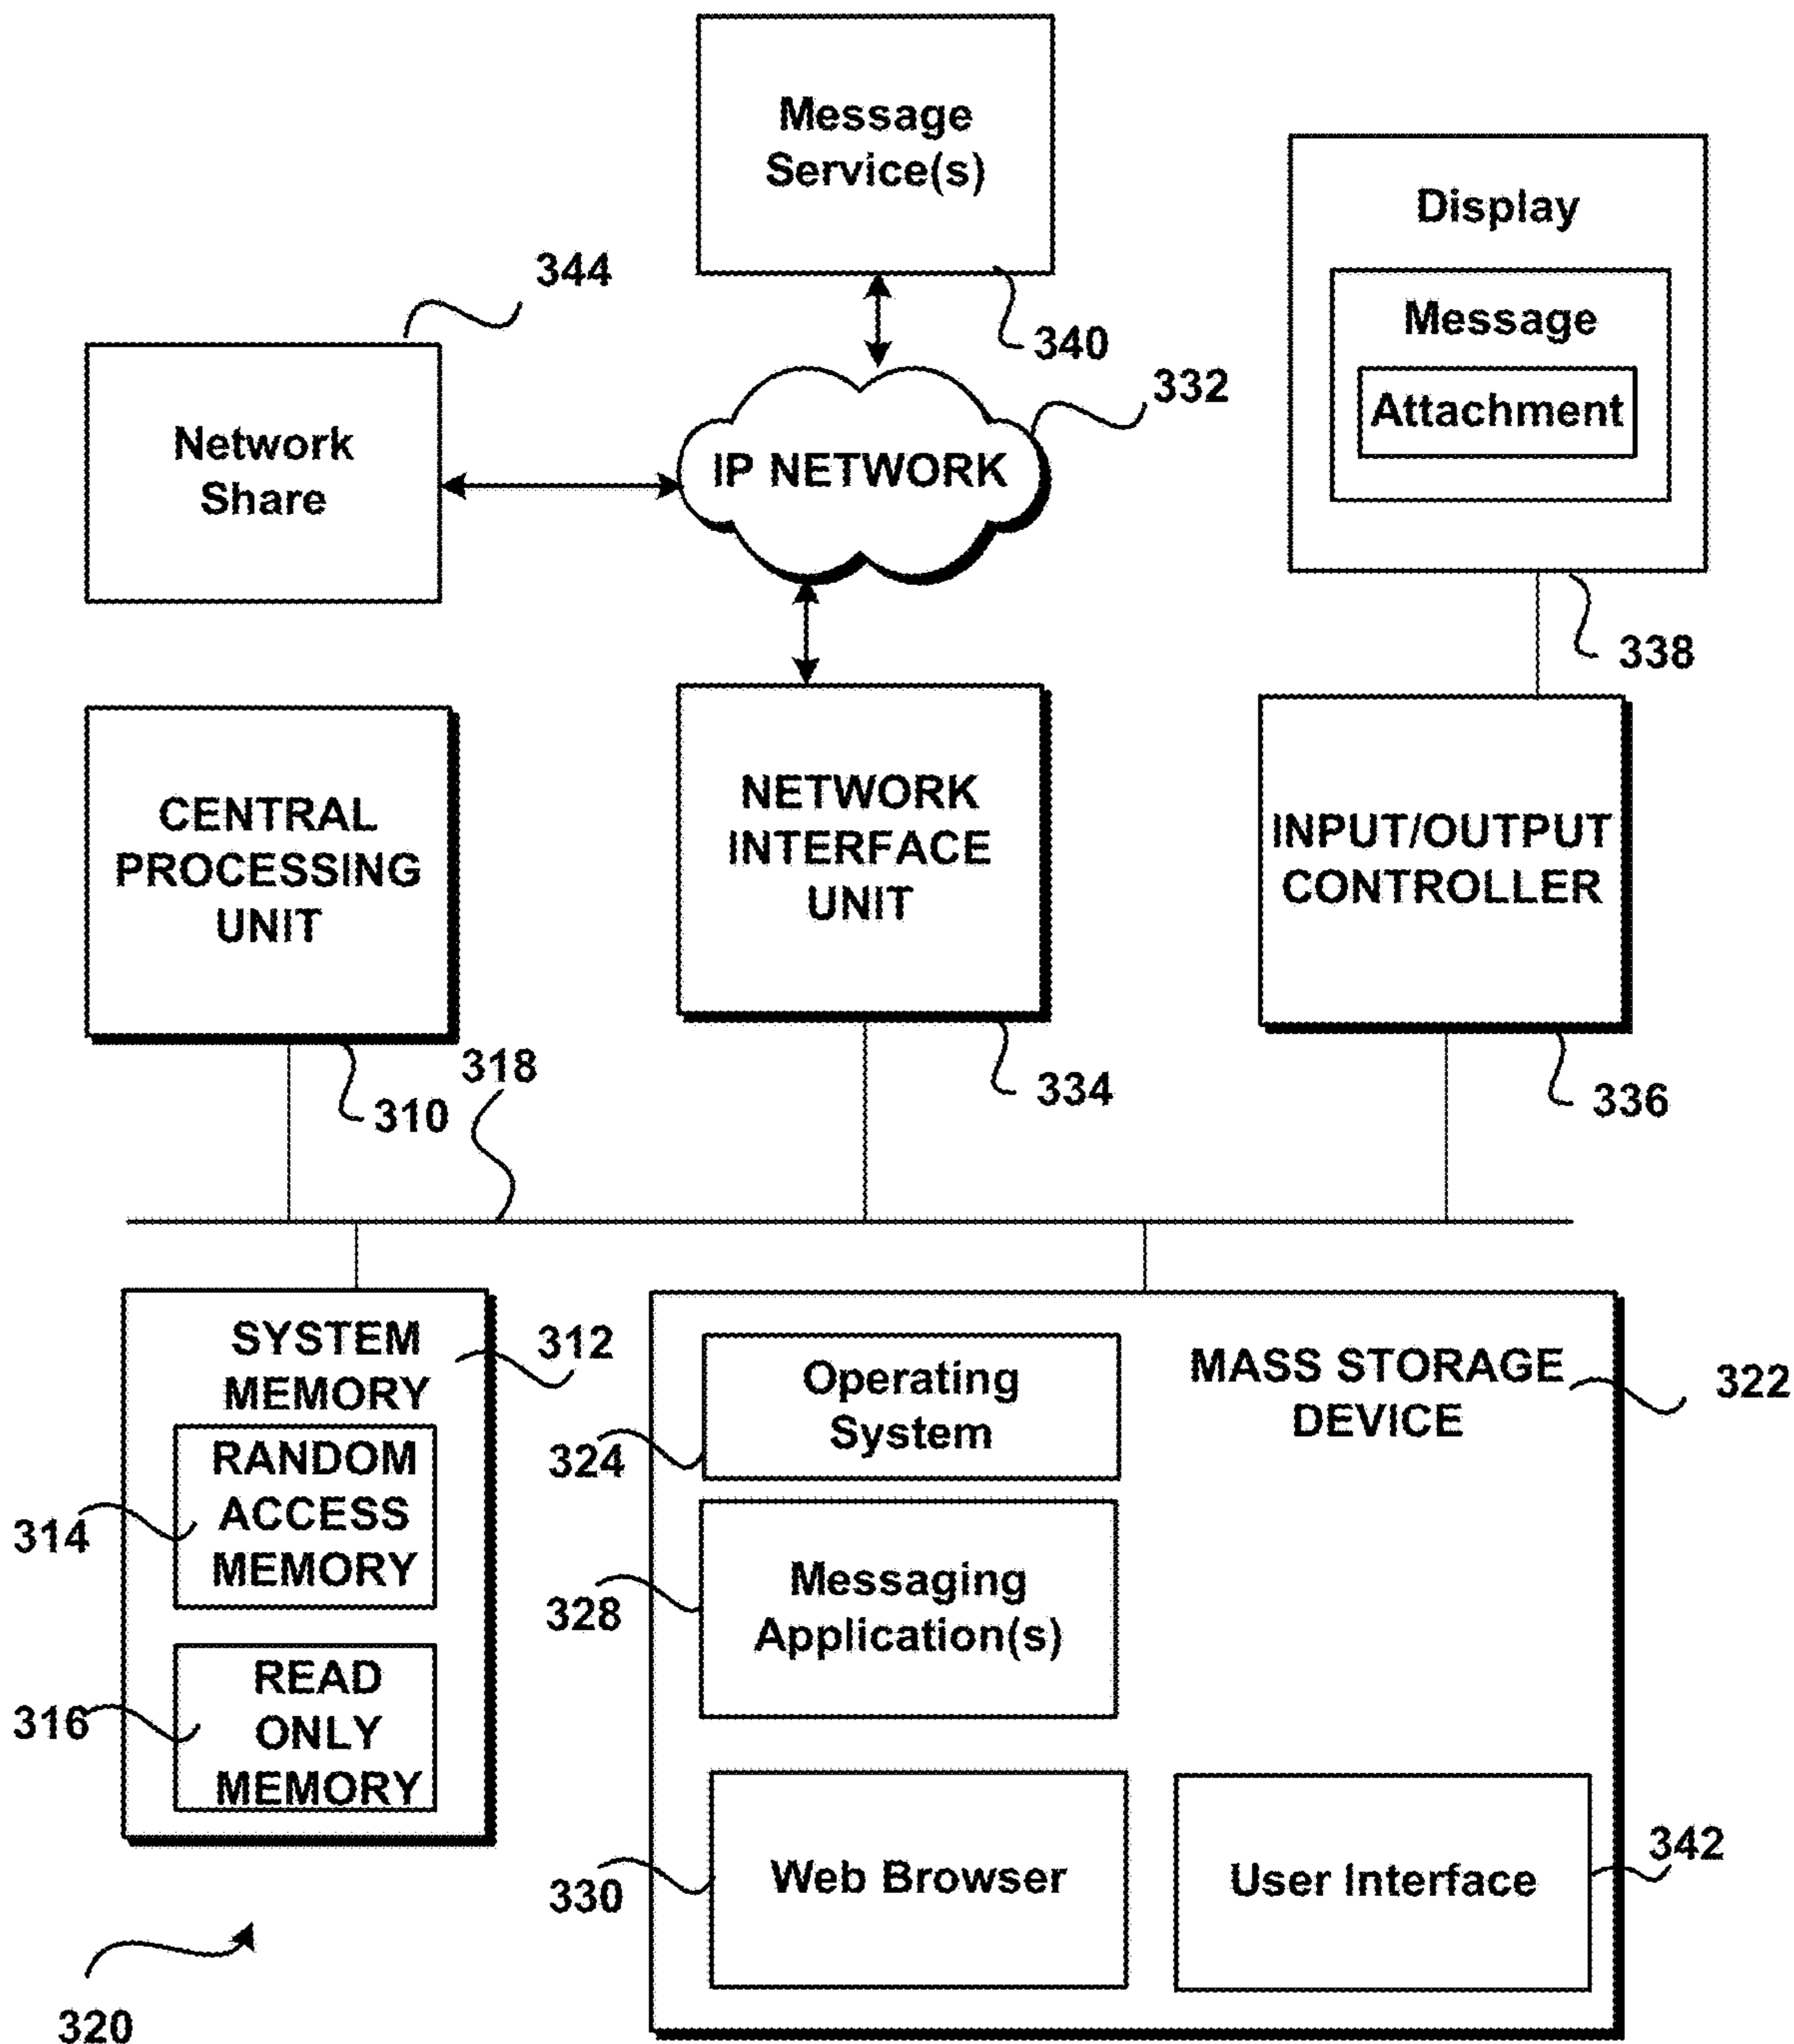 Message
Service(s)
340
Display
Message
Attachment
338
344
Network
Share
IP NETWORK
332
CENTRAL
PROCESSING
UNIT
310
NETWORK
INTERFACE
UNIT
334
INPUT/OUTPUT
CONTROLLER
336
318
SYSTEM
MEMORY
312
RANDOM
ACCESS
MEMORY
314
READ
ONLY
MEMORY
316
MASS STORAGE
DEVICE
322
Operating
System
324
Messaging
Application(s)
328
Web Browser
330
User Interface
342
320